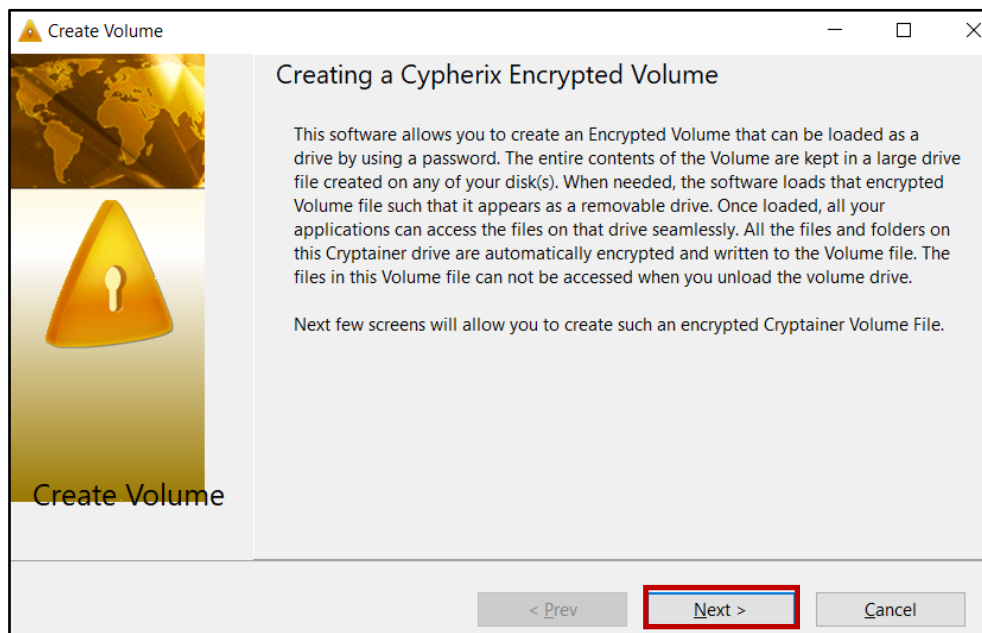 Create Volume
Creating a Cypherix Encrypted Volume
This software allows you to create an Encrypted Volume that can be loaded as a
drive by using a password. The entire contents of the Volume are kept in a large drive
file created on any of your disk(s). When needed, the software loads that encrypted
Volume file such that it appears as a removable drive. Once loaded, all your
applications can access the files on that drive seamlessly. All the files and folders on
this Cryptainer drive are automatically encrypted and written to the Volume file. The
files in this Volume file can not be accessed when you unload the volume drive.
Next few screens will allow you to create such an encrypted Cryptainer Volume File.
Create Volume
< Prev Next > Cancel